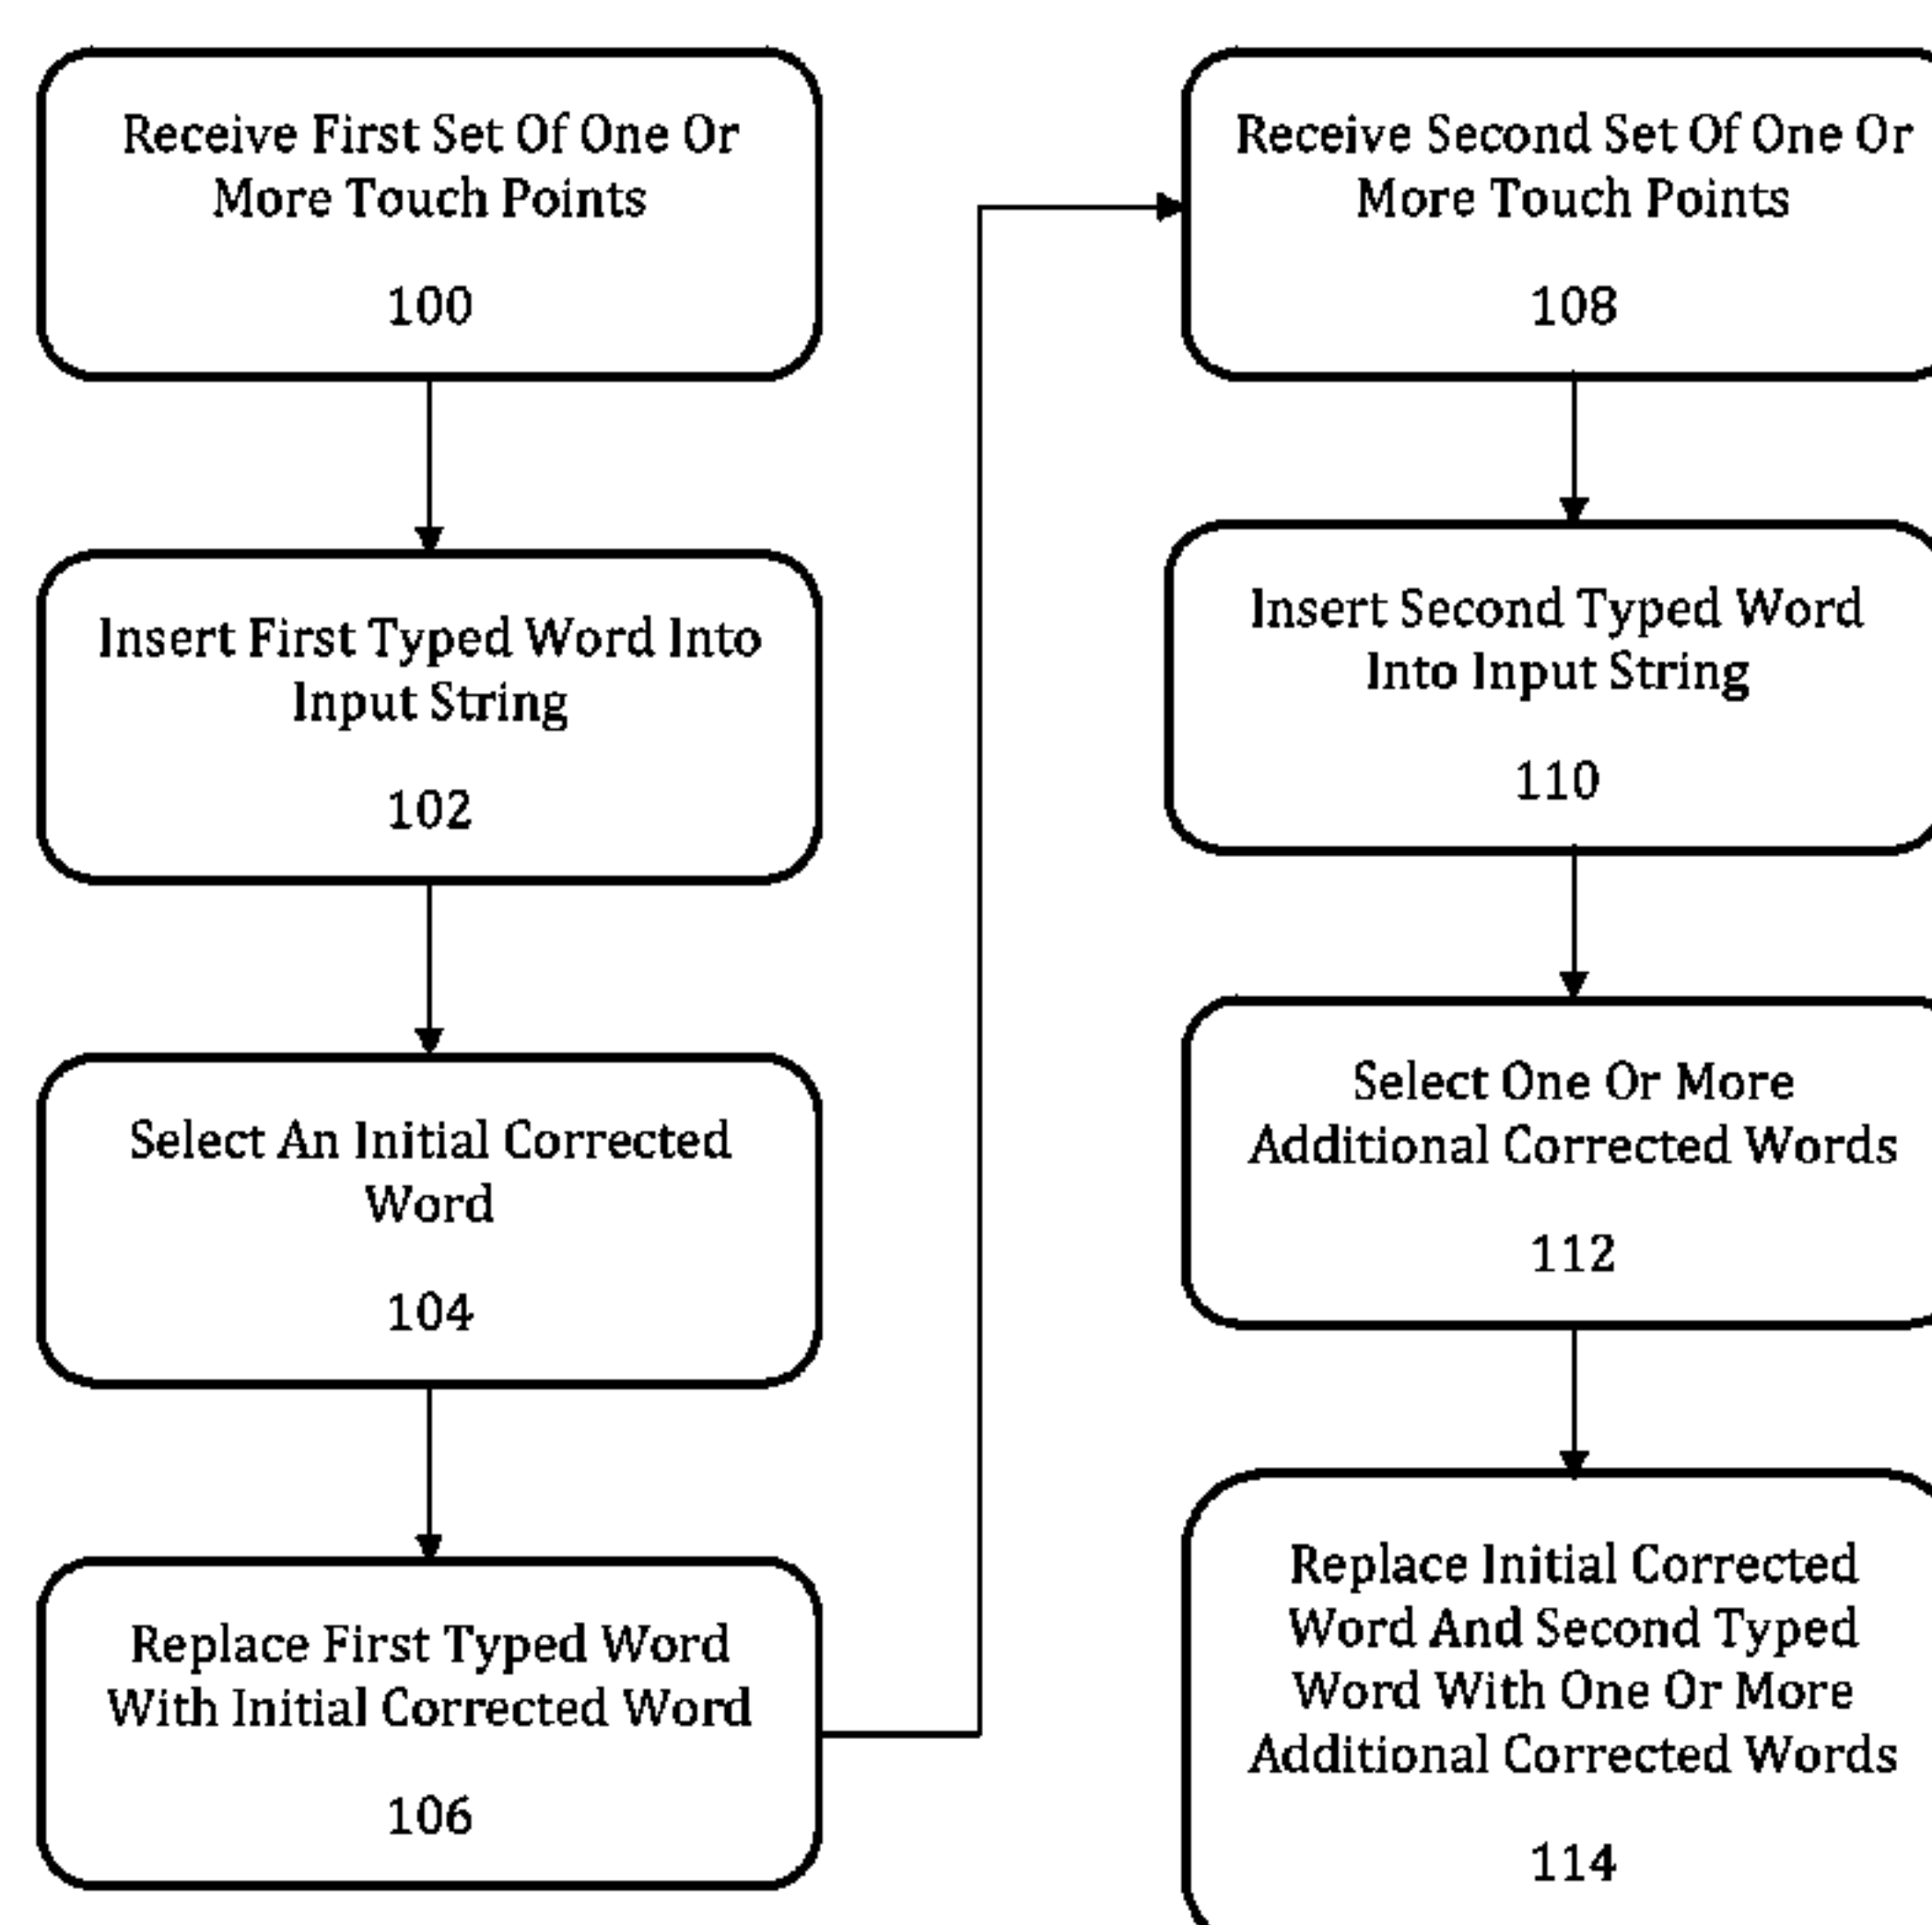 Receive First Set Of One Or
More Touch Points
100
Insert First Typed Word Into
Input String
102
Select An Initial Corrected
Word
104
Replace First Typed Word
With Initial Corrected Word
106
Receive Second Set Of One Or
More Touch Points
108
Insert Second Typed Word
Into Input String
110
Select One Or More
Additional Corrected Words
112
Replace Initial Corrected
Word And Second Typed
Word With One Or More
Additional Corrected Words
114